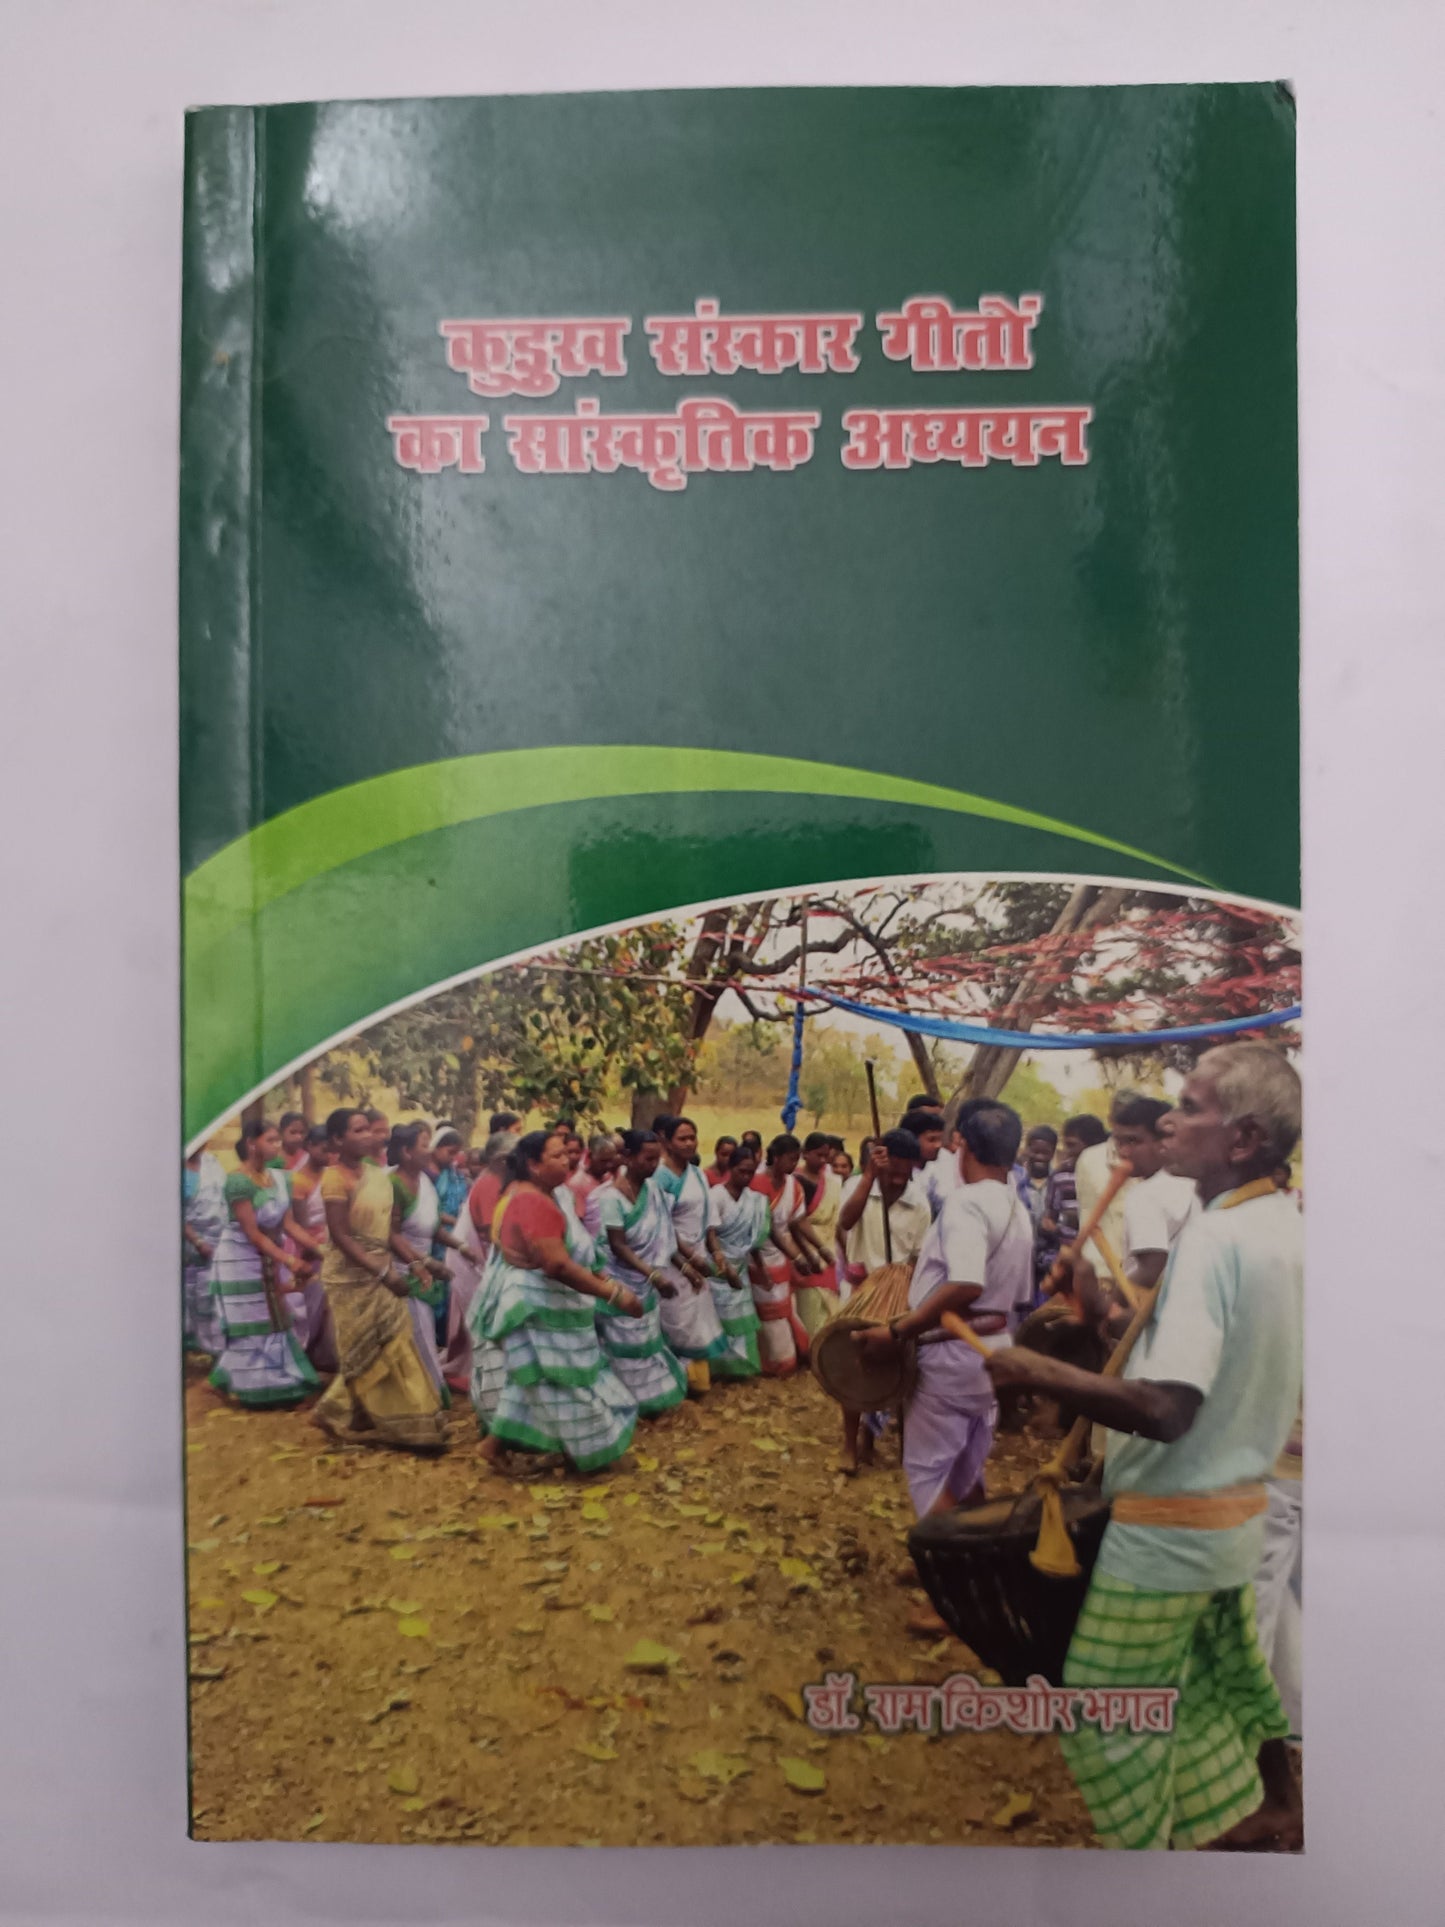 कुडुख संस्कार गीतों
का सांस्कृतिक अध्ययन
डॉ. राम किशोर भगत